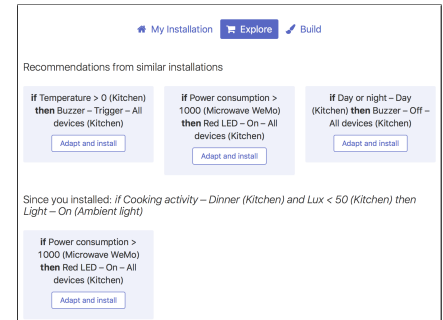 My Installation Explore Build
Recommendations from similar installations
if Temperature > 0 (Kitchen)
then Buzzer – Trigger – All
devices (Kitchen)
Adapt and install
if Power consumption >
1000 (Microwave WeMo)
then Red LED – On – All
devices (Kitchen)
Adapt and install
if Day or night – Day
(Kitchen) then Buzzer – Off –
All devices (Kitchen)
Adapt and install
Since you installed: if Cooking activity – Dinner (Kitchen) and Lux < 50 (Kitchen) then
Light – On (Ambient light)
if Power consumption >
1000 (Microwave WeMo)
then Red LED – On – All
devices (Kitchen)
Adapt and install